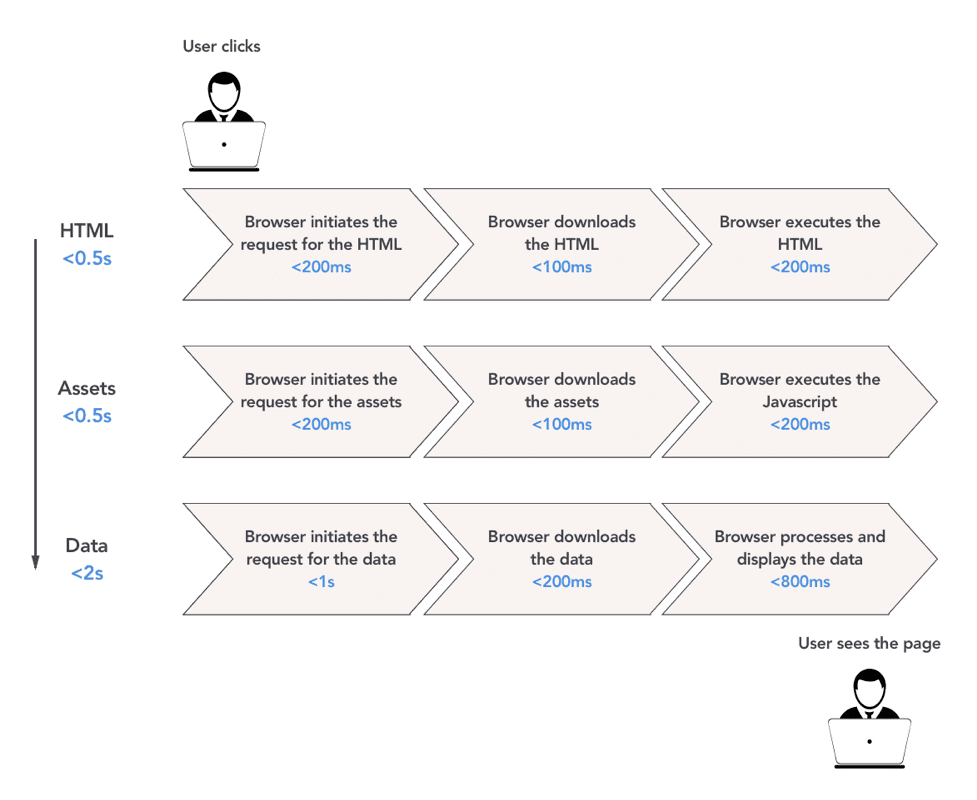 User clicks
HTML
<0.5s
Browser initiates the
request for the HTML
<200ms
Browser downloads
the HTML
<100ms
Browser executes the
HTML
<200ms
Assets
<0.5s
Browser initiates the
request for the assets
<200ms
Browser downloads
the assets
<100ms
Browser executes the
Javascript
<200ms
Data
<2s
Browser initiates the
request for the data
<1s
Browser downloads
the data
<200ms
Browser processes and
displays the data
<800ms
User sees the page